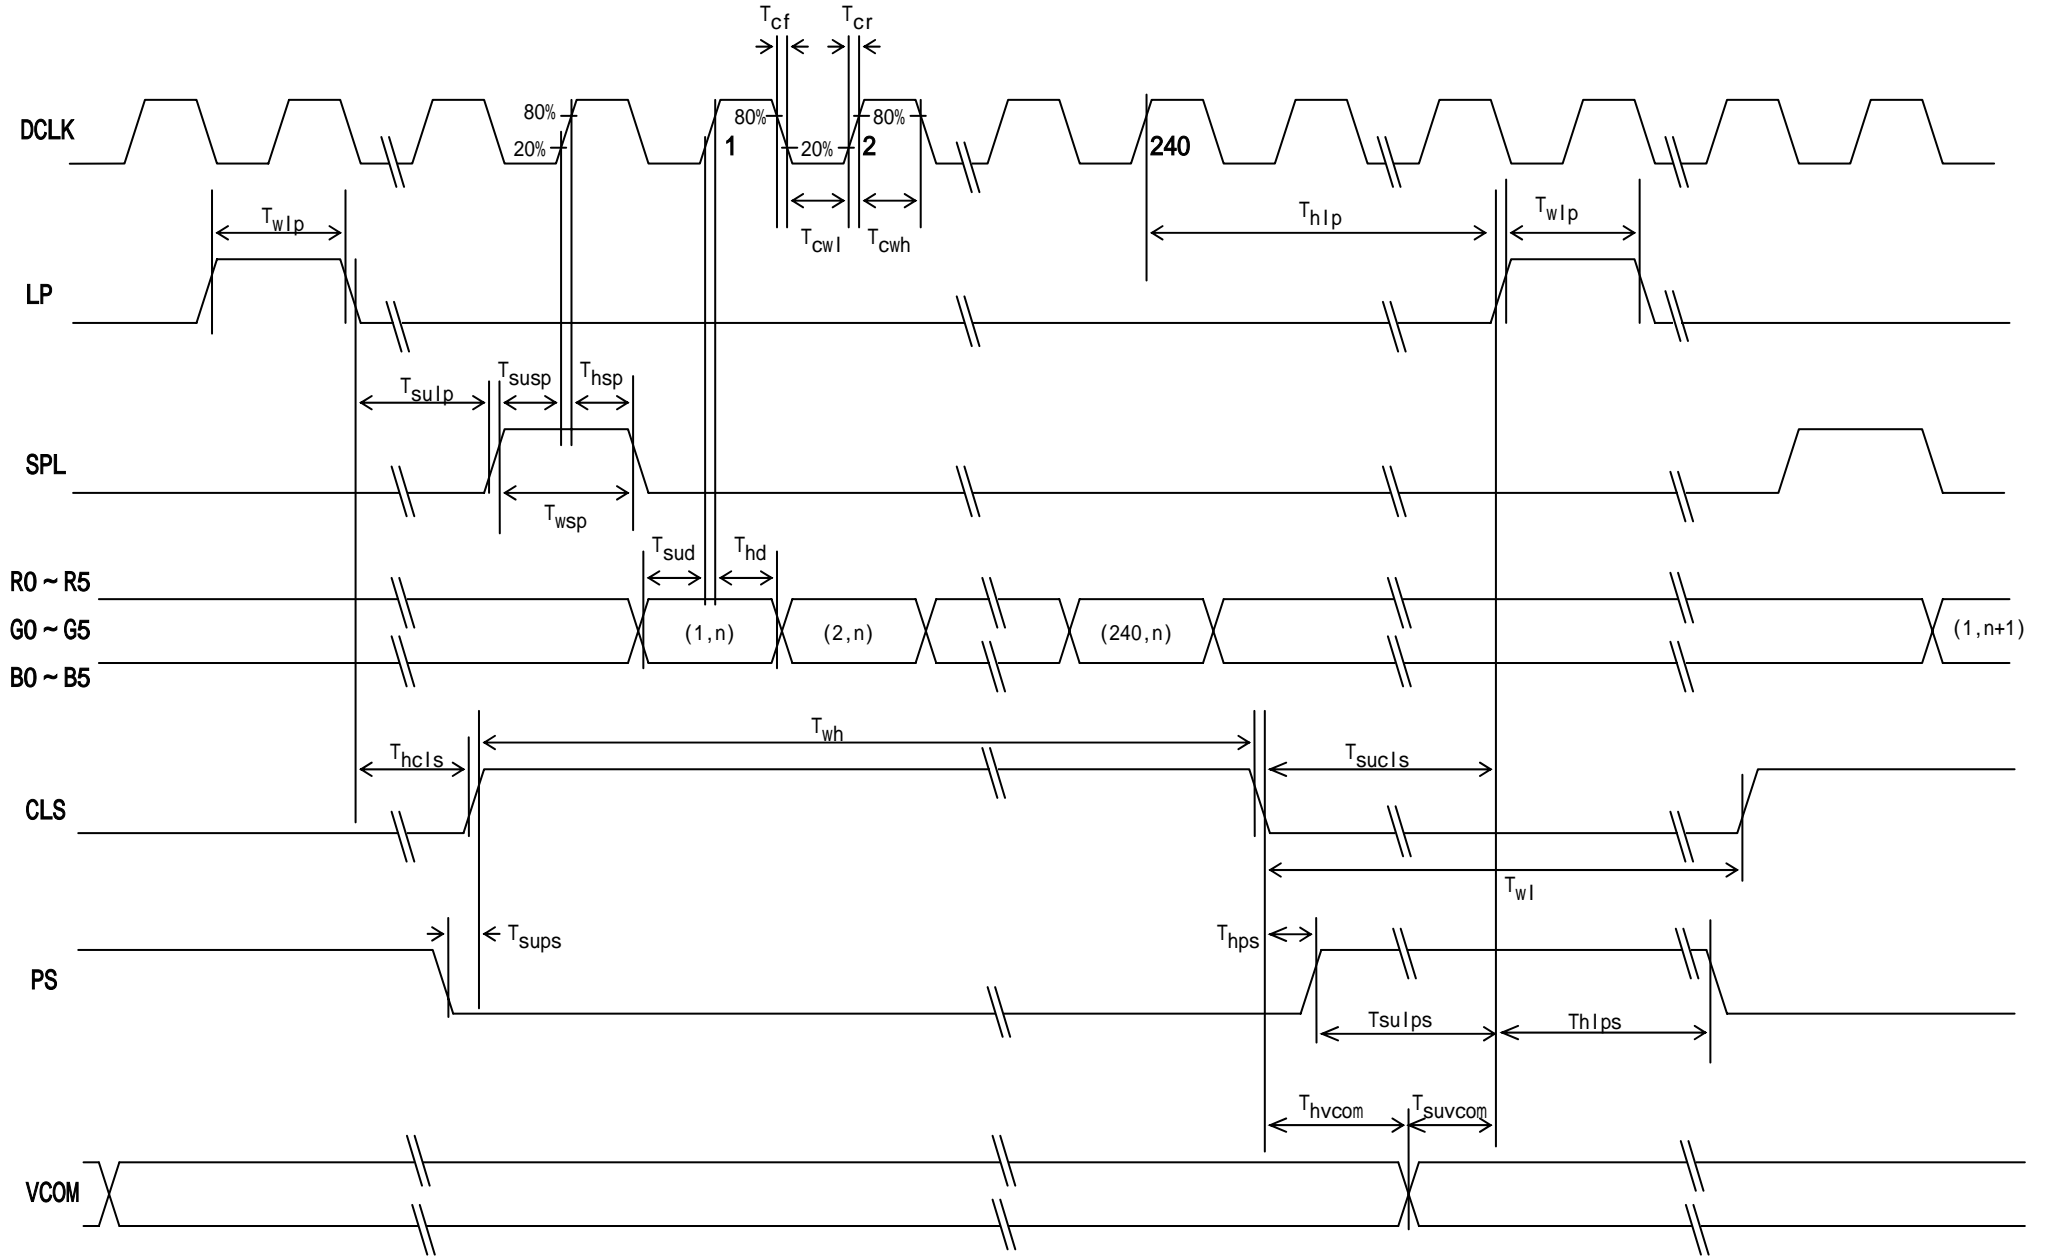 Tcf Tcr
DCLK 80% 20% 80% 1 20% 80% 2 240
Twlp Tcwl Tcwh Thlp Twlp
LP
Tsulp Tsusp Thsp
SPL
Twsp
Tsud Thd
R0~R5
G0~G5 (1,n) (2,n) (240,n) (1,n+1)
B0~B5
Twh
Thcls Tsucls
CLS
Twl
Tsups Thps
PS
Tsulps Thlps
Thvcom Tsuvcom
VCOM